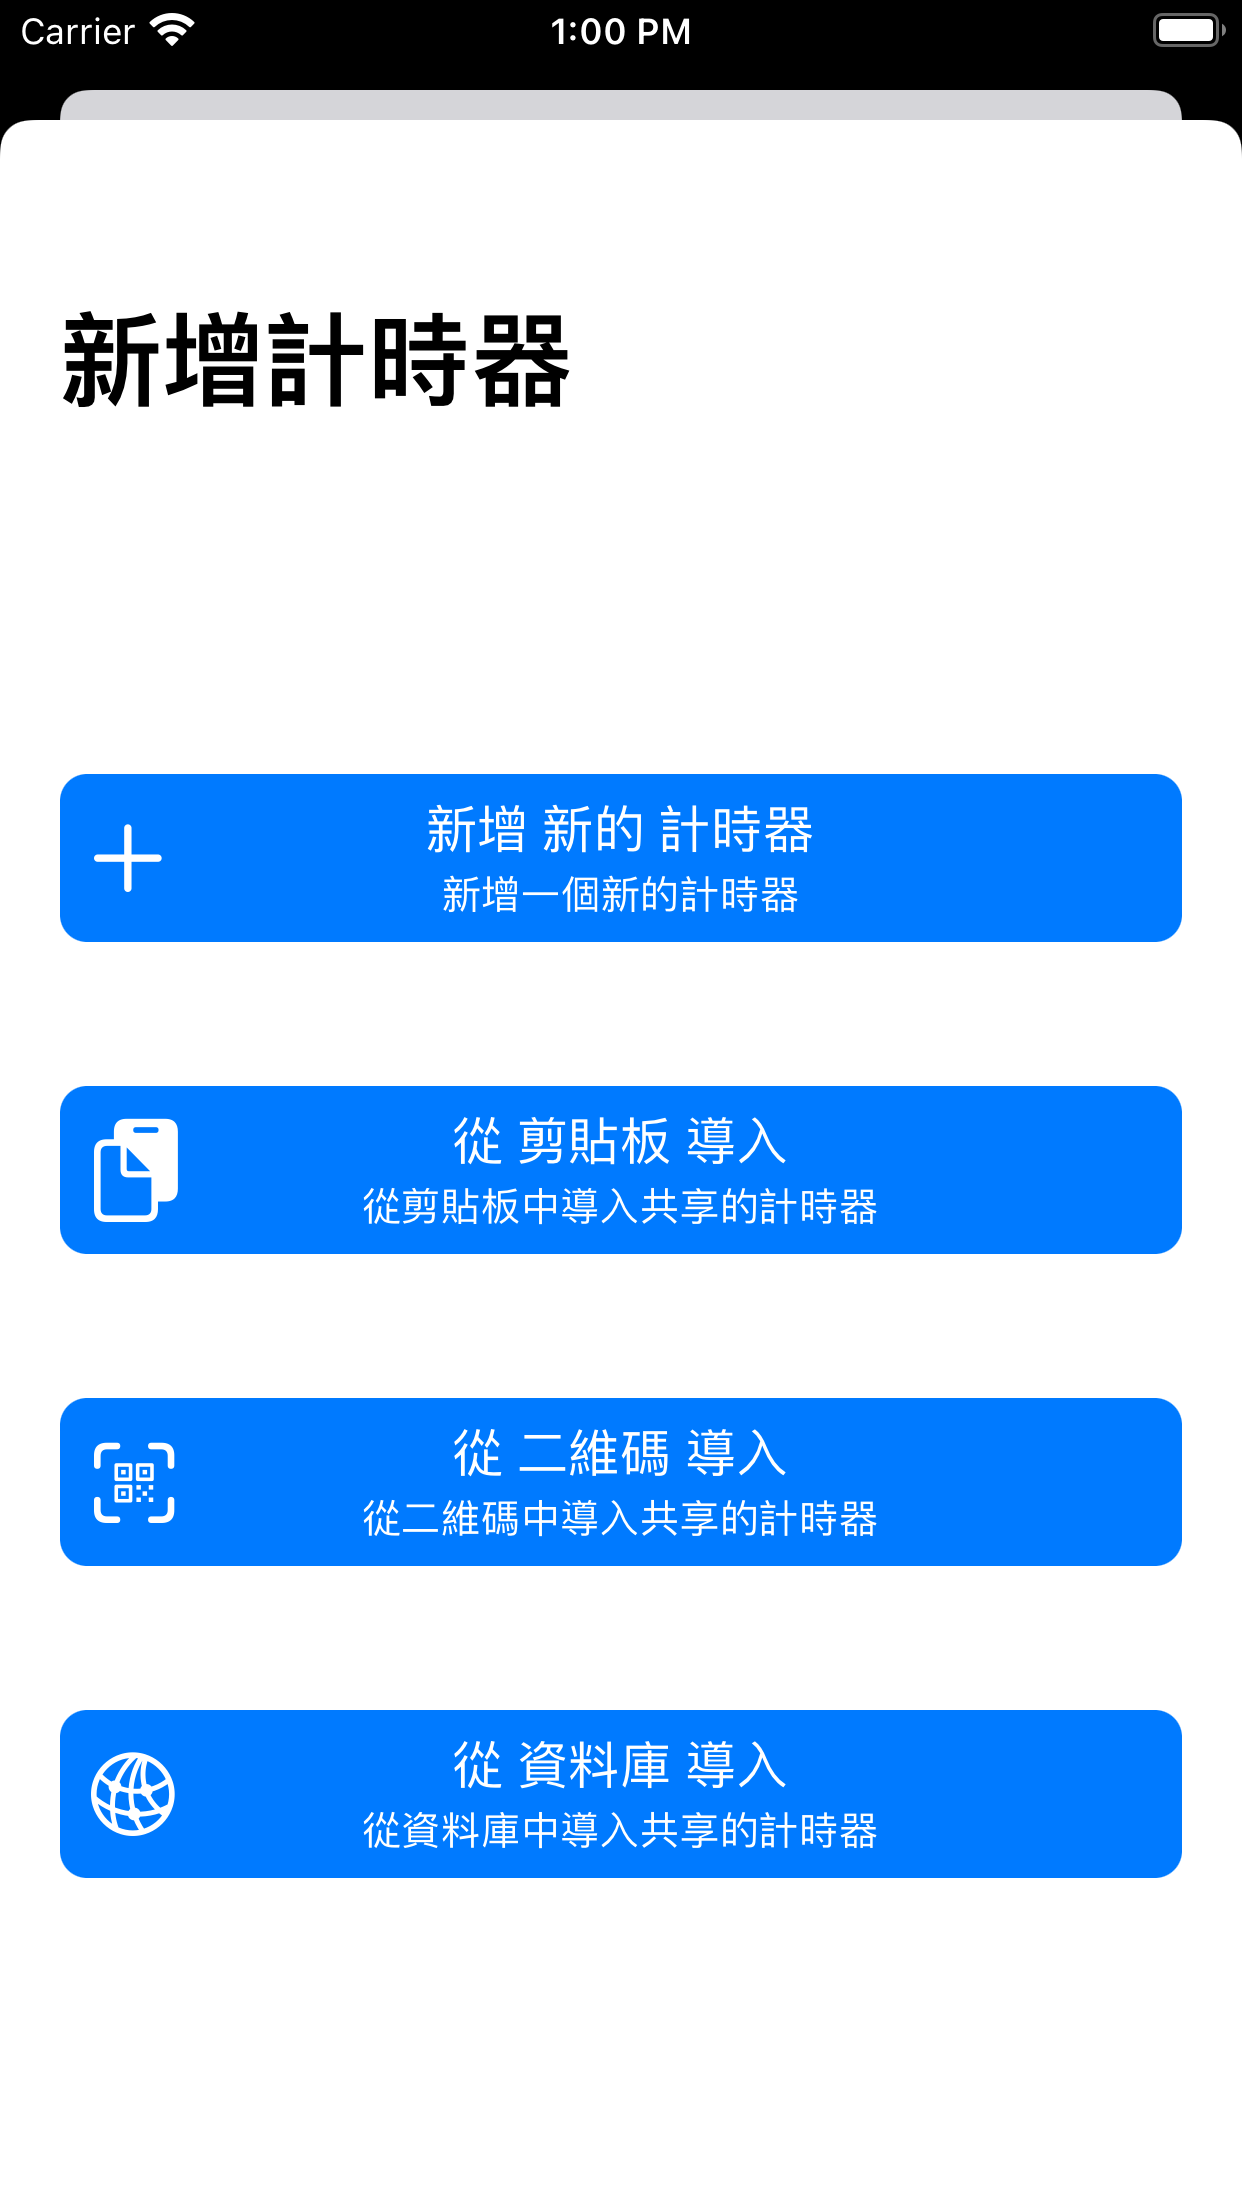 Carrier 1:00 PM
新增計時器
新增 新的 計時器
新增一個新的計時器
從 剪貼板 導入
從剪貼板中導入共享的計時器
從 二維碼 導入
從二維碼中導入共享的計時器
從 資料庫 導入
從資料庫中導入共享的計時器